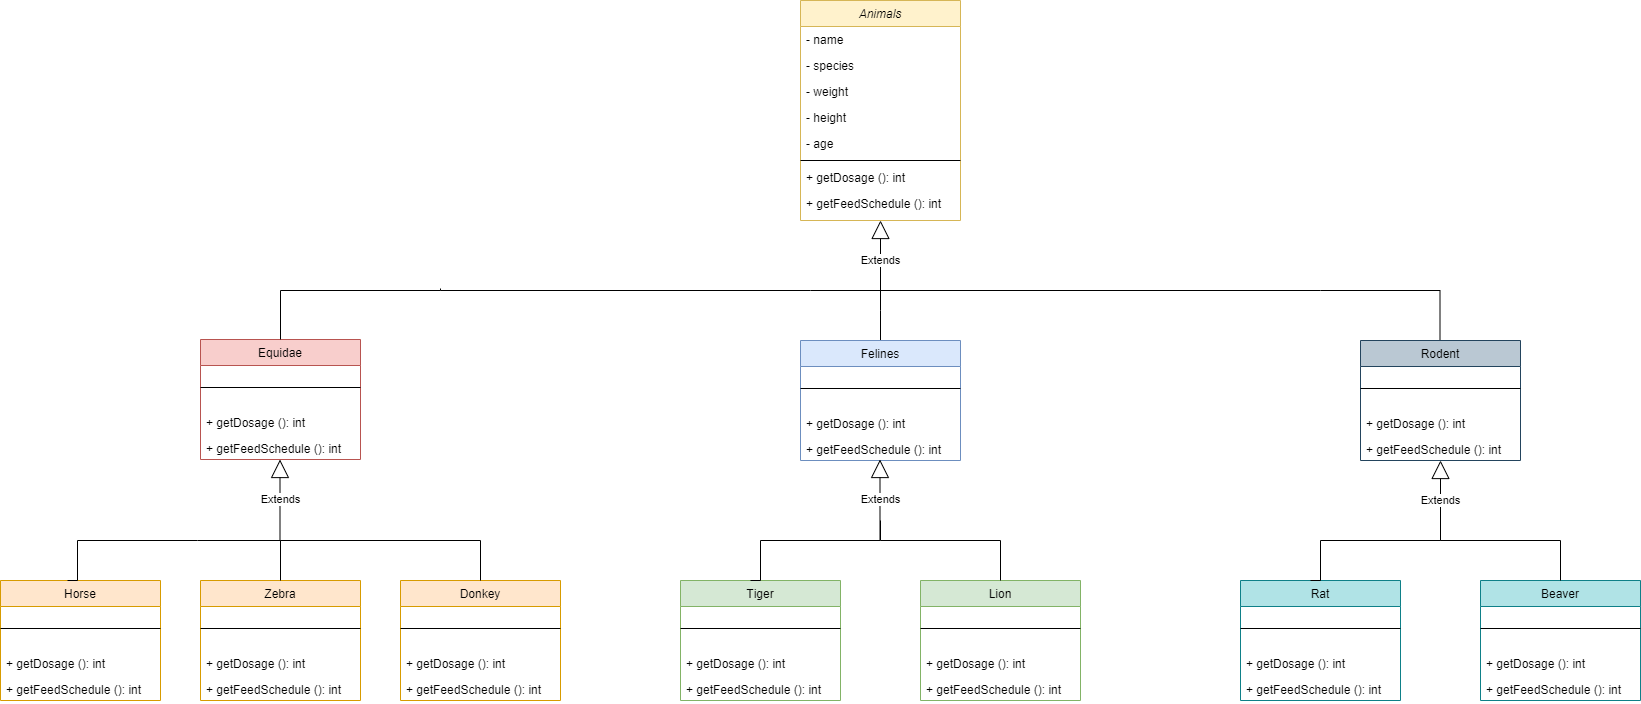 Animals
- name
- species
- weight
- height
- age
+ getDosage (): int
+ getFeedSchedule (): int
Extends
Equidae
+ getDosage (): int
+ getFeedSchedule (): int
Felines
+ getDosage (): int
+ getFeedSchedule (): int
Rodent
+ getDosage (): int
+ getFeedSchedule (): int
Extends
Extends
Extends
Horse
+ getDosage (): int
+ getFeedSchedule (): int
Zebra
+ getDosage (): int
+ getFeedSchedule (): int
Donkey
+ getDosage (): int
+ getFeedSchedule (): int
Tiger
+ getDosage (): int
+ getFeedSchedule (): int
Lion
+ getDosage (): int
+ getFeedSchedule (): int
Rat
+ getDosage (): int
+ getFeedSchedule (): int
Beaver
+ getDosage (): int
+ getFeedSchedule (): int